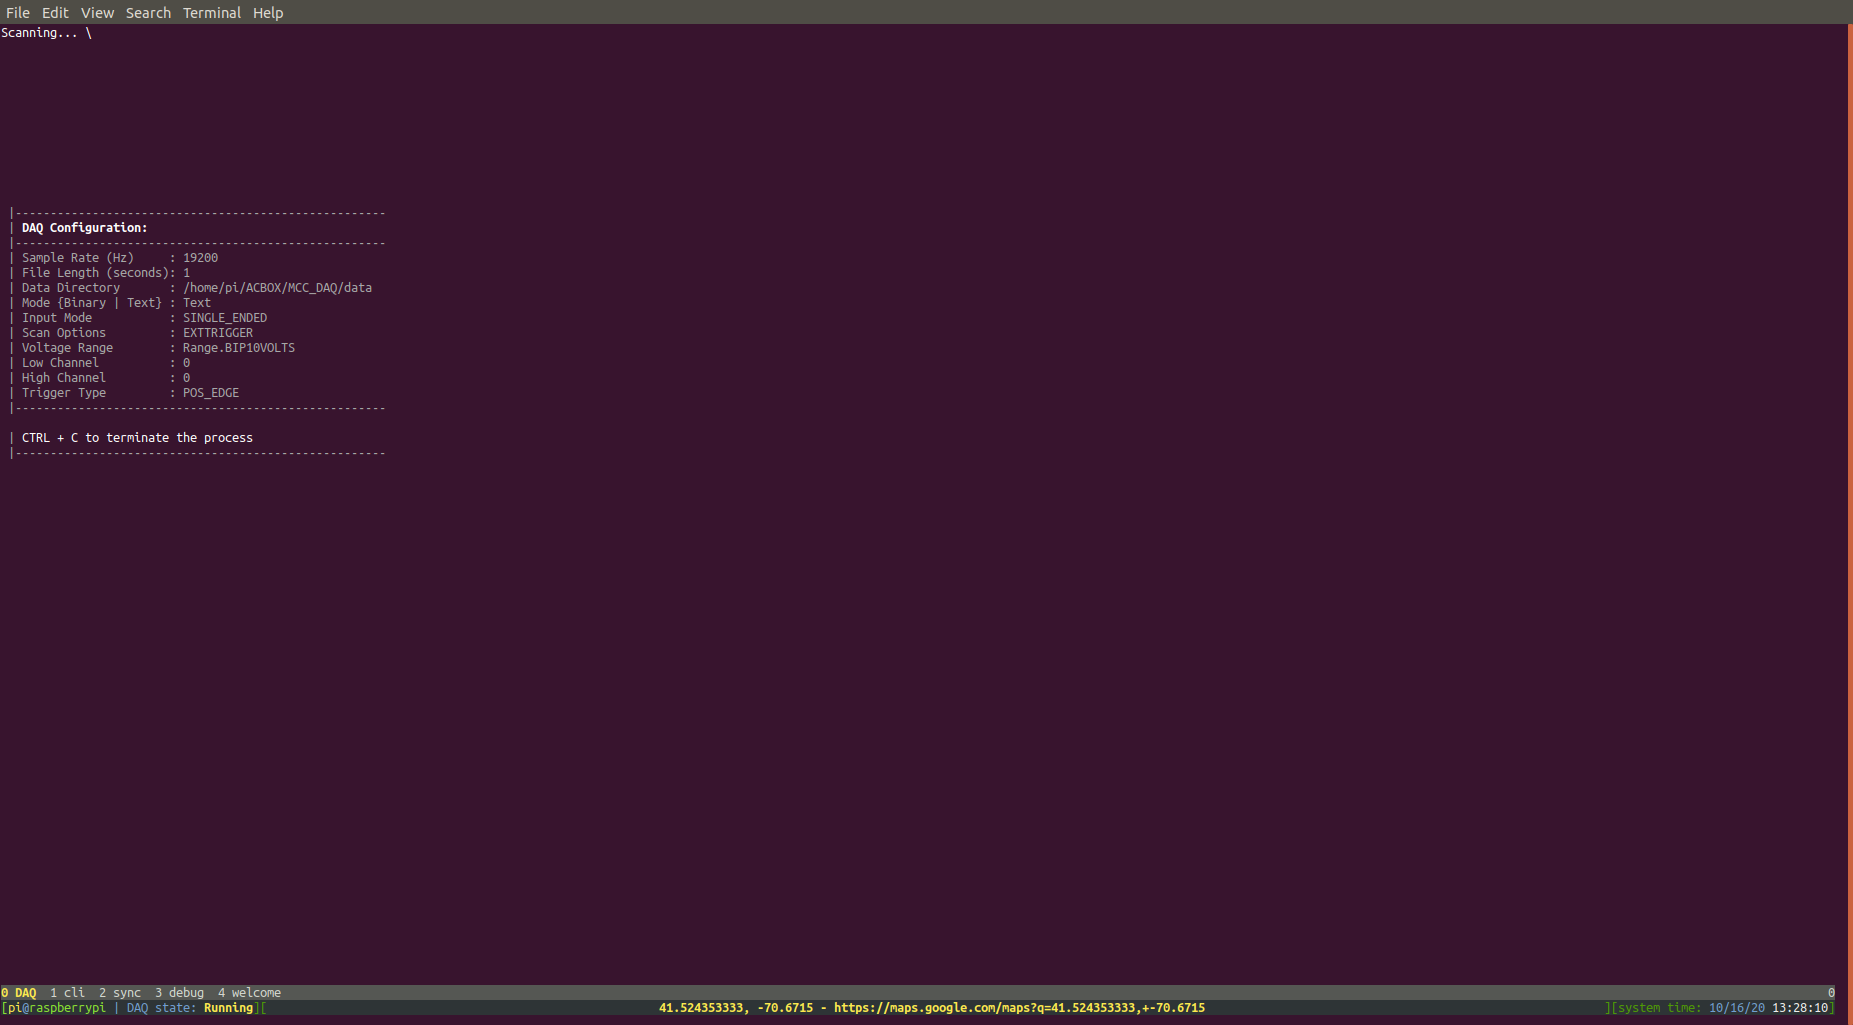 File Edit View Search Terminal Help
Scanning... \
|-----------------------------------------------------
| DAQ Configuration:
|-----------------------------------------------------
| Sample Rate (Hz)     : 19200
| File Length (seconds): 1
| Data Directory       : /home/pi/ACBOX/MCC_DAQ/data
| Mode {Binary | Text} : Text
| Input Mode           : SINGLE_ENDED
| Scan Options         : EXTTRIGGER
| Voltage Range        : Range.BIP10VOLTS
| Low Channel          : 0
| High Channel         : 0
| Trigger Type         : POS_EDGE
|-----------------------------------------------------
| CTRL + C to terminate the process
|-----------------------------------------------------
0 DAQ  1 cli  2 sync  3 debug  4 welcome 0
[pi@raspberrypi | DAQ state: Running][ 41.524353333, -70.6715 - https://maps.google.com/maps?q=41.524353333,+-70.6715 ][system time: 10/16/20 13:28:10]